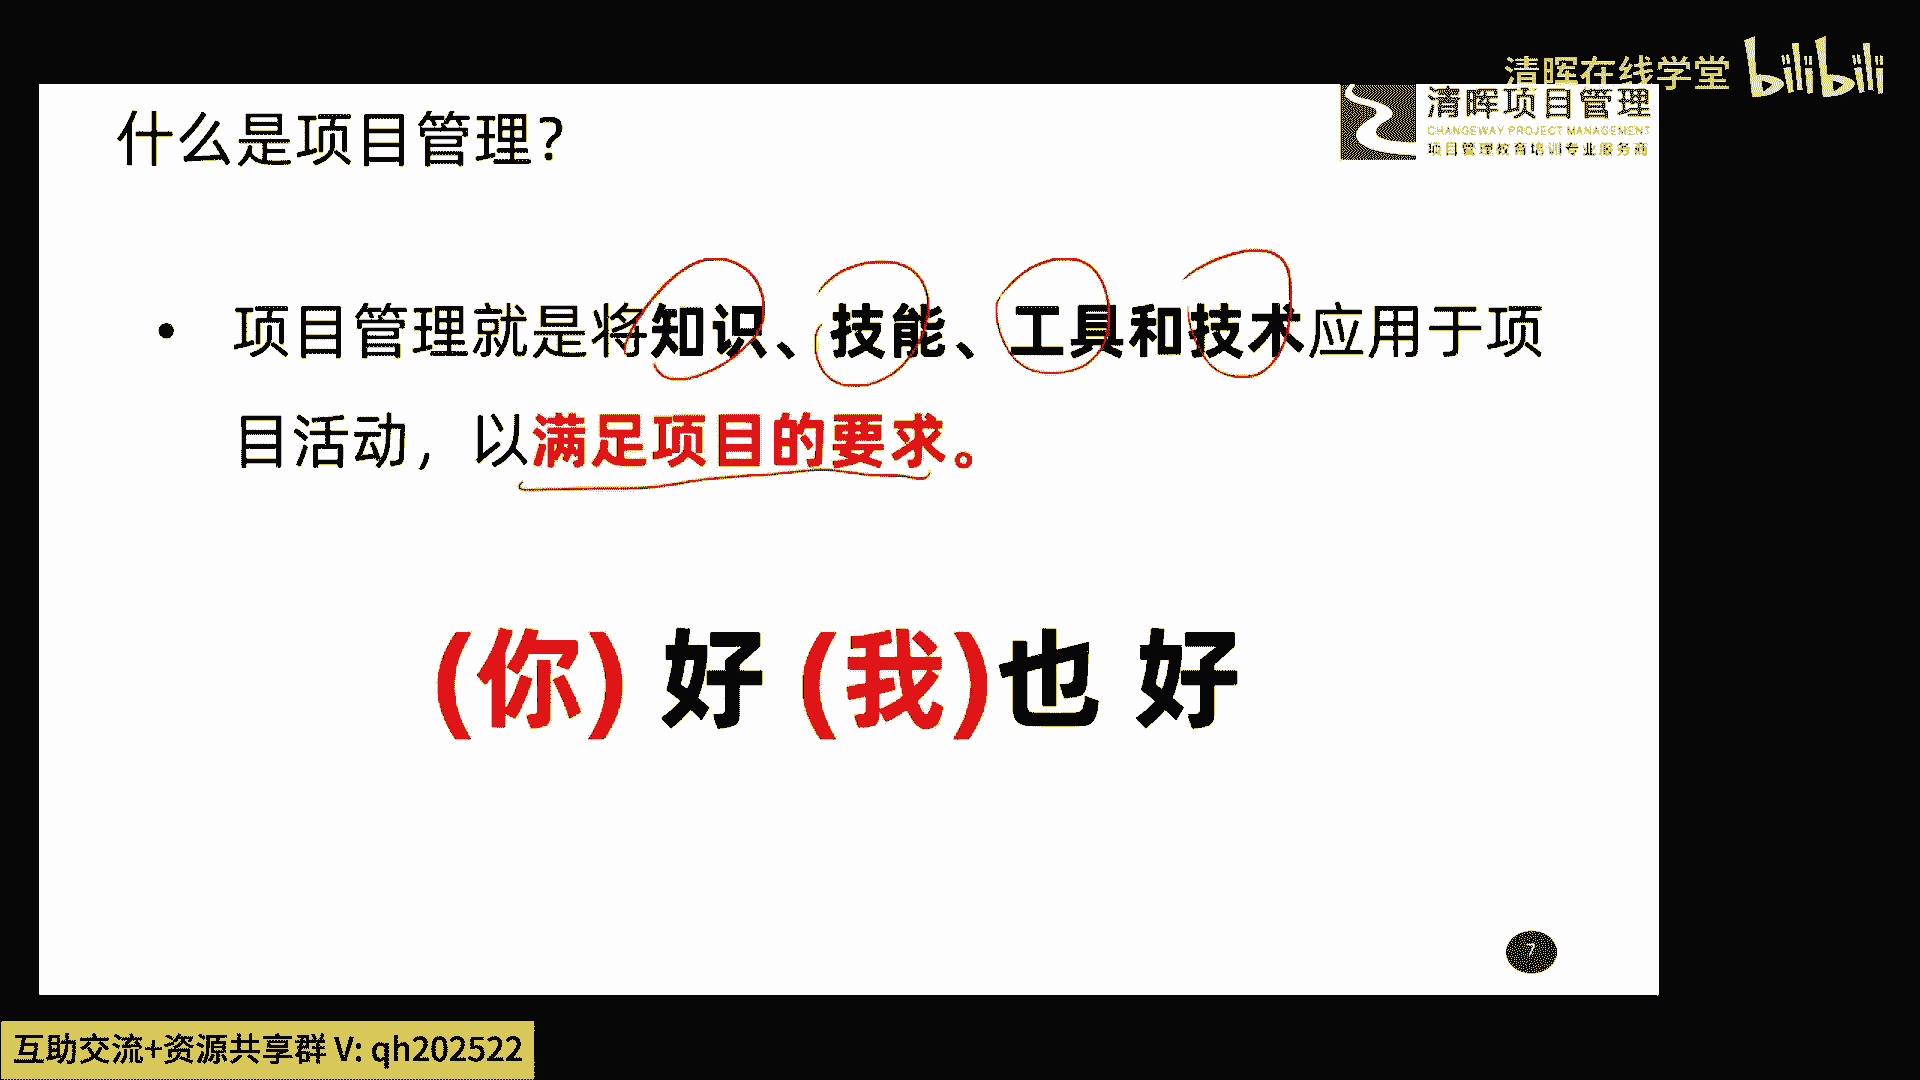 清晖在线学堂 bilibili
什么是项目管理？
清晖项目管理
CHANGEWAY PROJECT MANAGEMENT
项目管理教育培训专业服务商
• 项目管理就是将知识、技能、工具和技术应用于项
目活动，以满足项目的要求。
(你) 好 (我)也 好
7
互助交流+资源共享群 V: qh202522